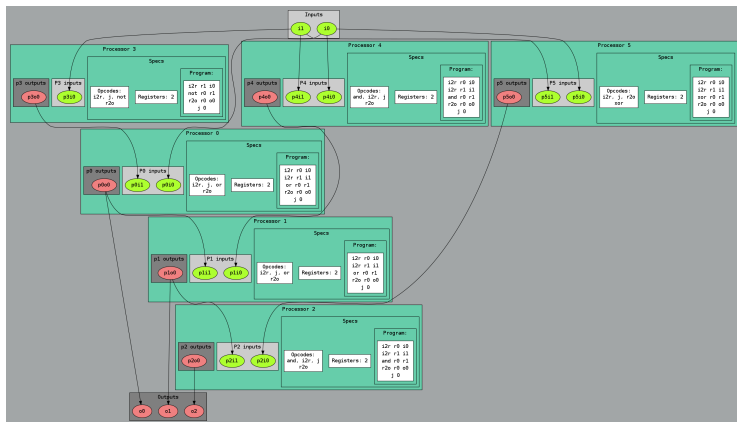 Inputs
i1 i0
Processor 3
Specs
p3 outputs
p3o0
P3 inputs
p3i0
Opcodes:
i2r, j, not
r2o
Registers: 2
Program:
i2r r1 i0
not r0 r1
r2o r0 o0
j 0
Processor 4
Specs
p4 outputs
p4o0
P4 inputs
p4i1 p4i0
Opcodes:
and, i2r, j
r2o
Registers: 2
Program:
i2r r0 i0
i2r r1 i1
and r0 r1
r2o r0 o0
j 0
Processor 5
Specs
p5 outputs
p5o0
P5 inputs
p5i1 p5i0
Opcodes:
i2r, j, r2o
xor
Registers: 2
Program:
i2r r0 i0
i2r r1 i1
xor r0 r1
r2o r0 o0
j 0
Processor 0
Specs
p0 outputs
p0o0
P0 inputs
p0i1 p0i0
Opcodes:
i2r, j, or
r2o
Registers: 2
Program:
i2r r0 i0
i2r r1 i1
or r0 r1
r2o r0 o0
j 0
Processor 1
Specs
p1 outputs
p1o0
P1 inputs
p1i1 p1i0
Opcodes:
i2r, j, or
r2o
Registers: 2
Program:
i2r r0 i0
i2r r1 i1
or r0 r1
r2o r0 o0
j 0
Processor 2
Specs
p2 outputs
p2o0
P2 inputs
p2i1 p2i0
Opcodes:
and, i2r, j
r2o
Registers: 2
Program:
i2r r0 i0
i2r r1 i1
and r0 r1
r2o r0 o0
j 0
Outputs
o0 o1 o2